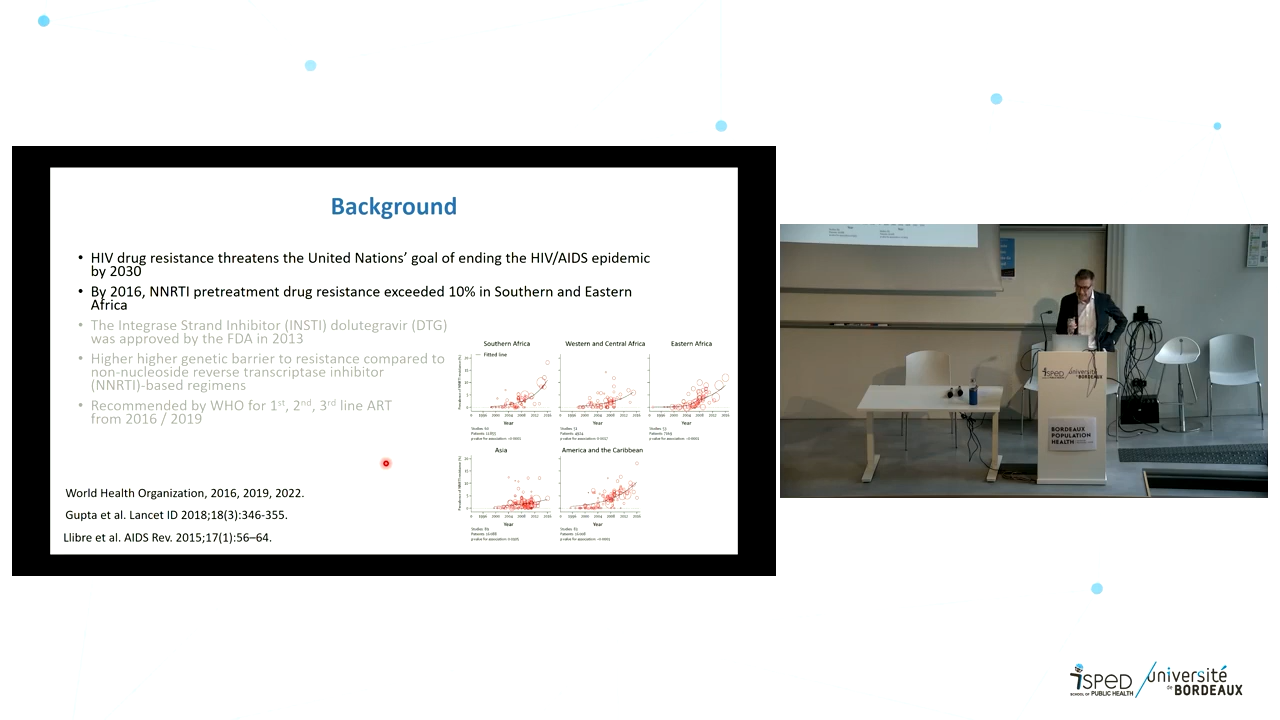 Background
• HIV drug resistance threatens the United Nations’ goal of ending the HIV/AIDS epidemic
by 2030
• By 2016, NNRTI pretreatment drug resistance exceeded 10% in Southern and Eastern
Africa
• The Integrase Strand Inhibitor (INSTI) dolutegravir (DTG)
was approved by the FDA in 2013
• Higher higher genetic barrier to resistance compared to
non-nucleoside reverse transcriptase inhibitor
(NNRTI)-based regimens
• Recommended by WHO for 1st, 2nd, 3rd line ART
from 2016 / 2019
World Health Organization, 2016, 2019, 2022.
Gupta et al. Lancet ID 2018;18(3):346-355.
Llibre et al. AIDS Rev. 2015;17(1):56–64.
Southern Africa
Fitted line
Year
Western and Central Africa
Year
Eastern Africa
Year
Asia
Year
America and the Caribbean
Year
ISPED
université
BORDEAUX
BORDEAUX
POPULATION
HEALTH
ISPED
SCHOOL OF PUBLIC HEALTH
université
de BORDEAUX